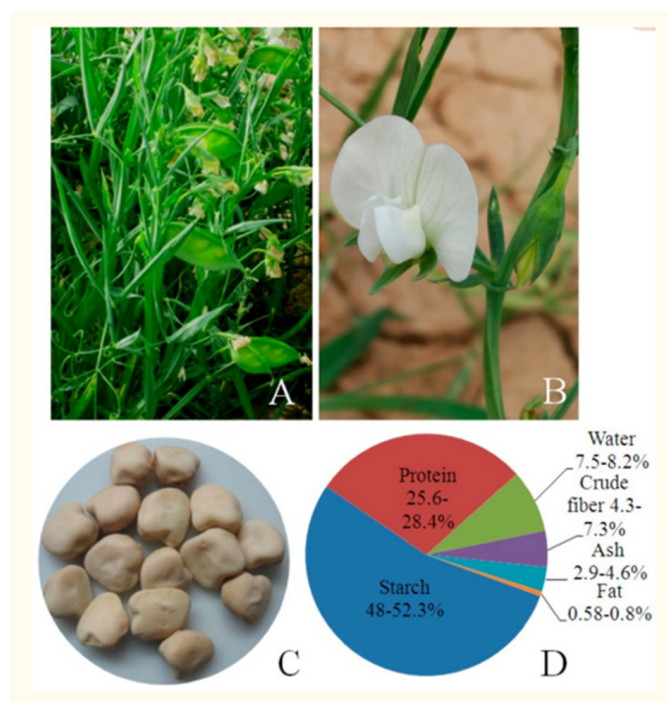 A
B
C
Protein
25.6-
28.4%
Starch
48-52.3%
Water
7.5-8.2%
Crude
fiber 4.3-
7.3%
Ash
2.9-4.6%
Fat
0.58-0.8%
D